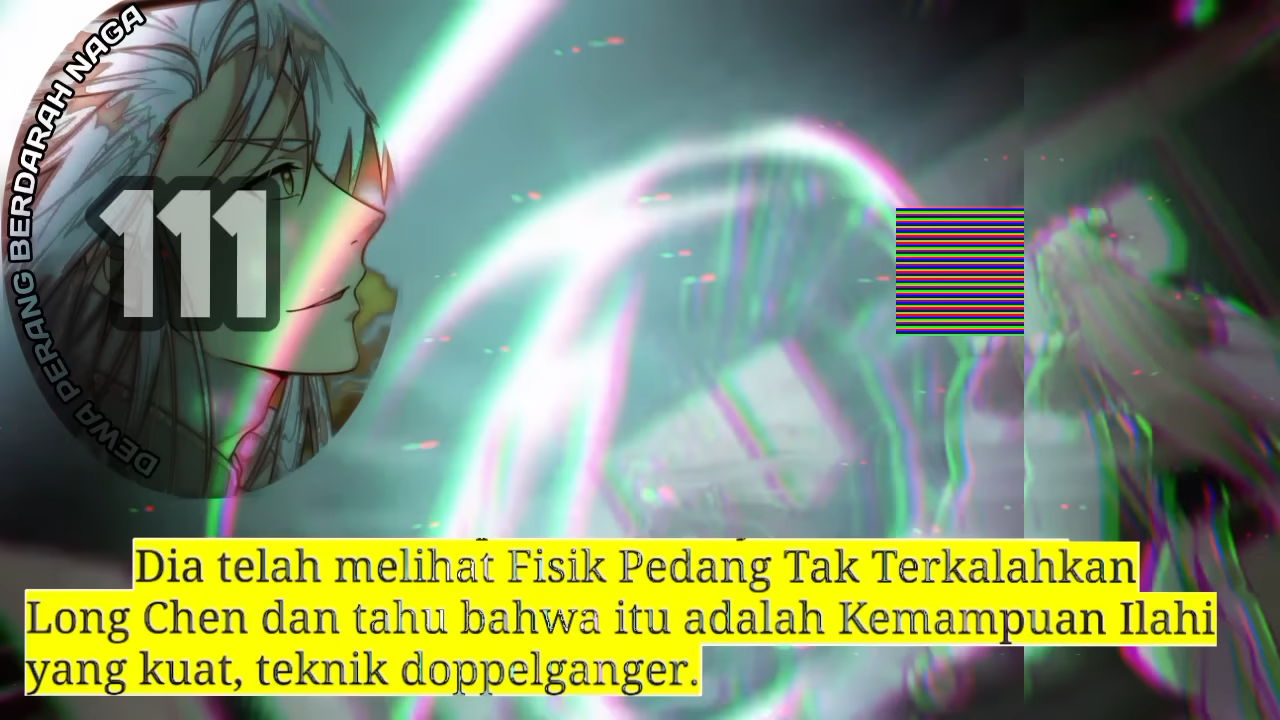 DEWA PERANG BERDARAH NAGA
111
Dia telah melihat Fisik Pedang Tak Terkalahkan
Long Chen dan tahu bahwa itu adalah Kemampuan Ilahi
yang kuat, teknik doppelganger.